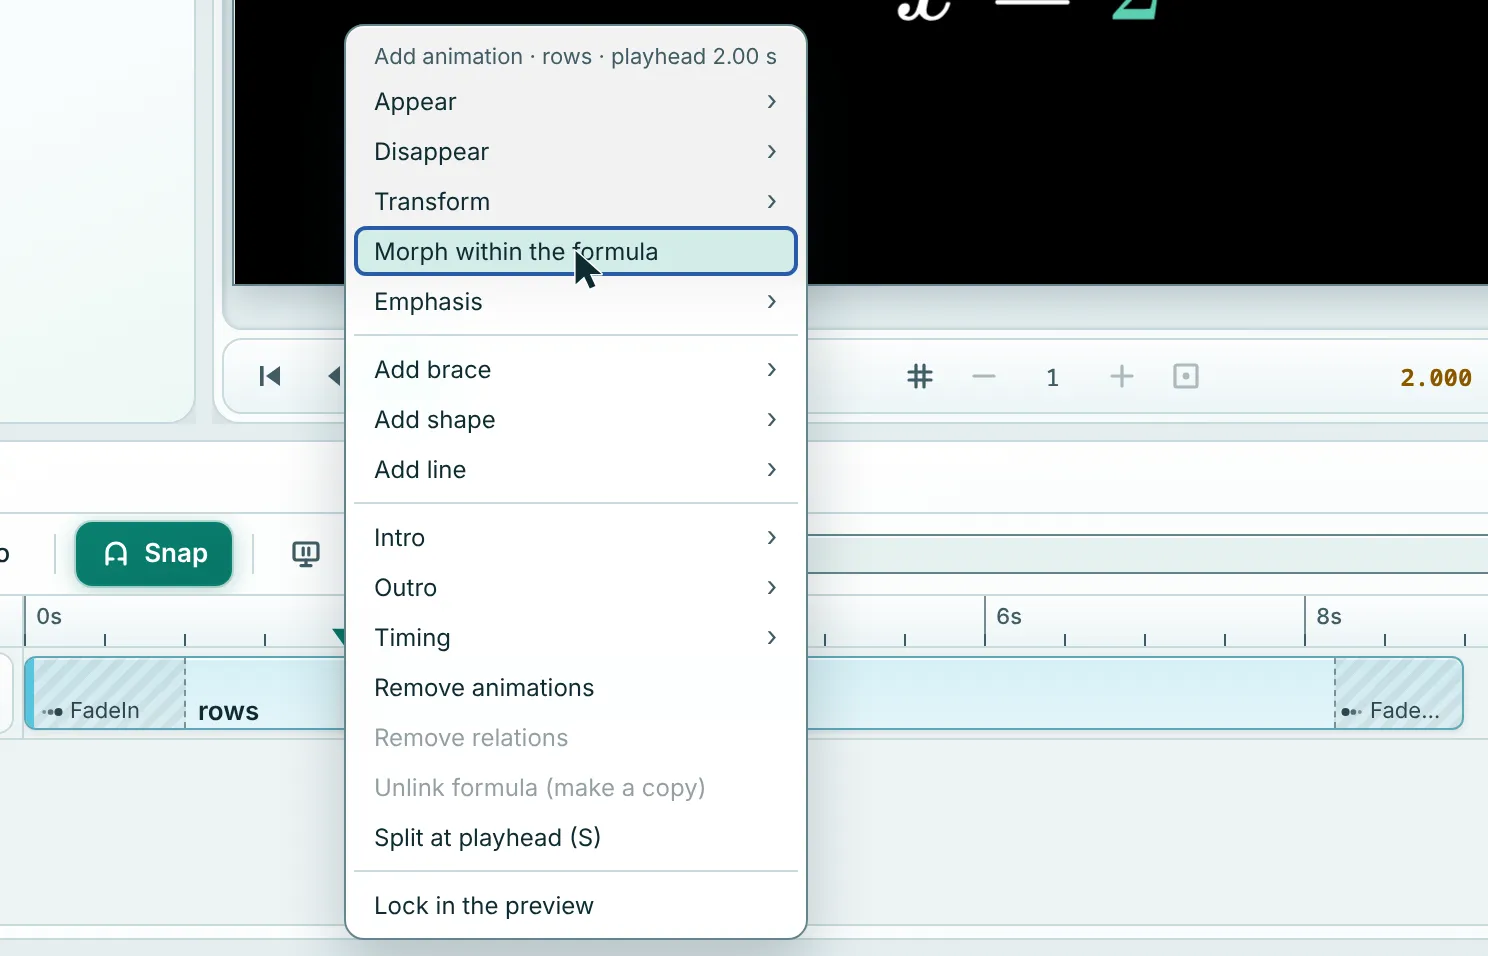 x = 2
Add animation · rows · playhead 2.00 s
Appear
Disappear
Transform
Morph within the formula
Emphasis
Add brace
1
2.000
Add shape
Add line
Intro
o
Snap
Outro
0s
6s
8s
Timing
Remove animations
FadeIn
rows
Fade...
Remove relations
Unlink formula (make a copy)
Split at playhead (S)
Lock in the preview